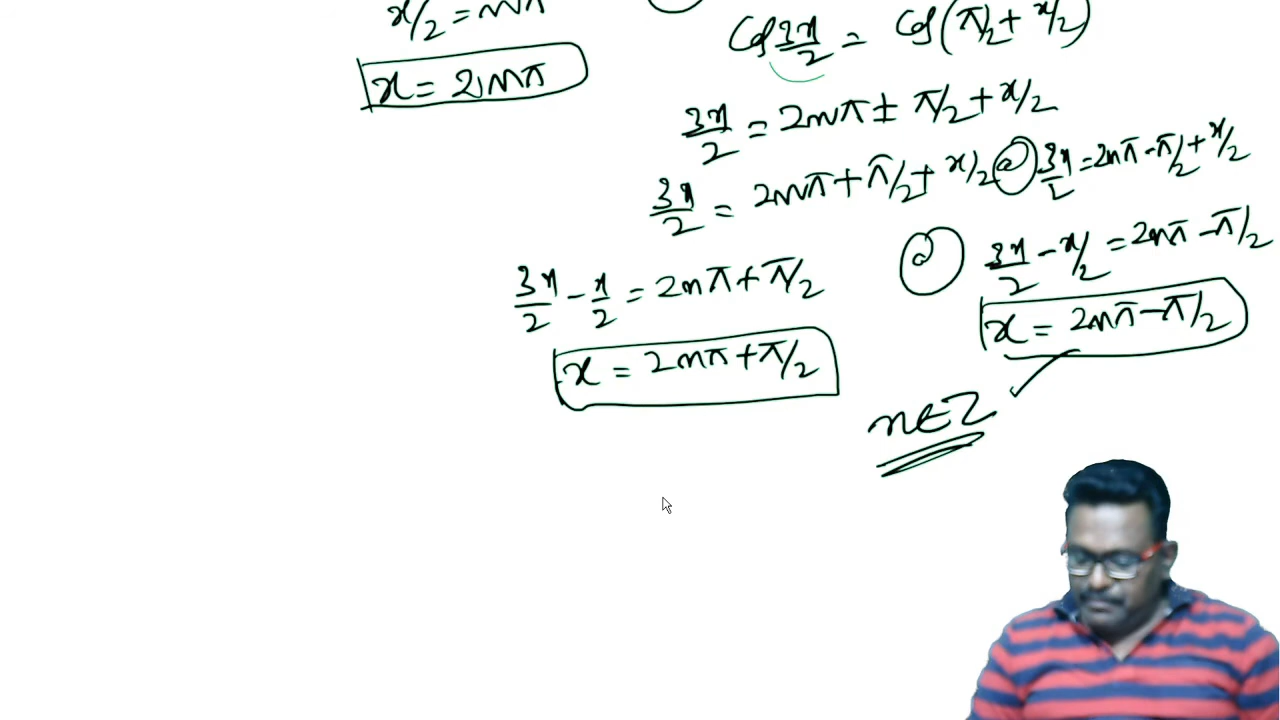 x/2 = nπ
x = 2nπ
Cos 3x/2 = Cos(π/2 + x/2)
3x/2 = 2nπ ± π/2 + x/2
3x/2 = 2nπ + π/2 + x/2 or 3x/2 = 2nπ - π/2 + x/2
3x/2 - x/2 = 2nπ + π/2 or 3x/2 - x/2 = 2nπ - π/2
x = 2nπ + π/2
x = 2nπ - π/2
n∈Z